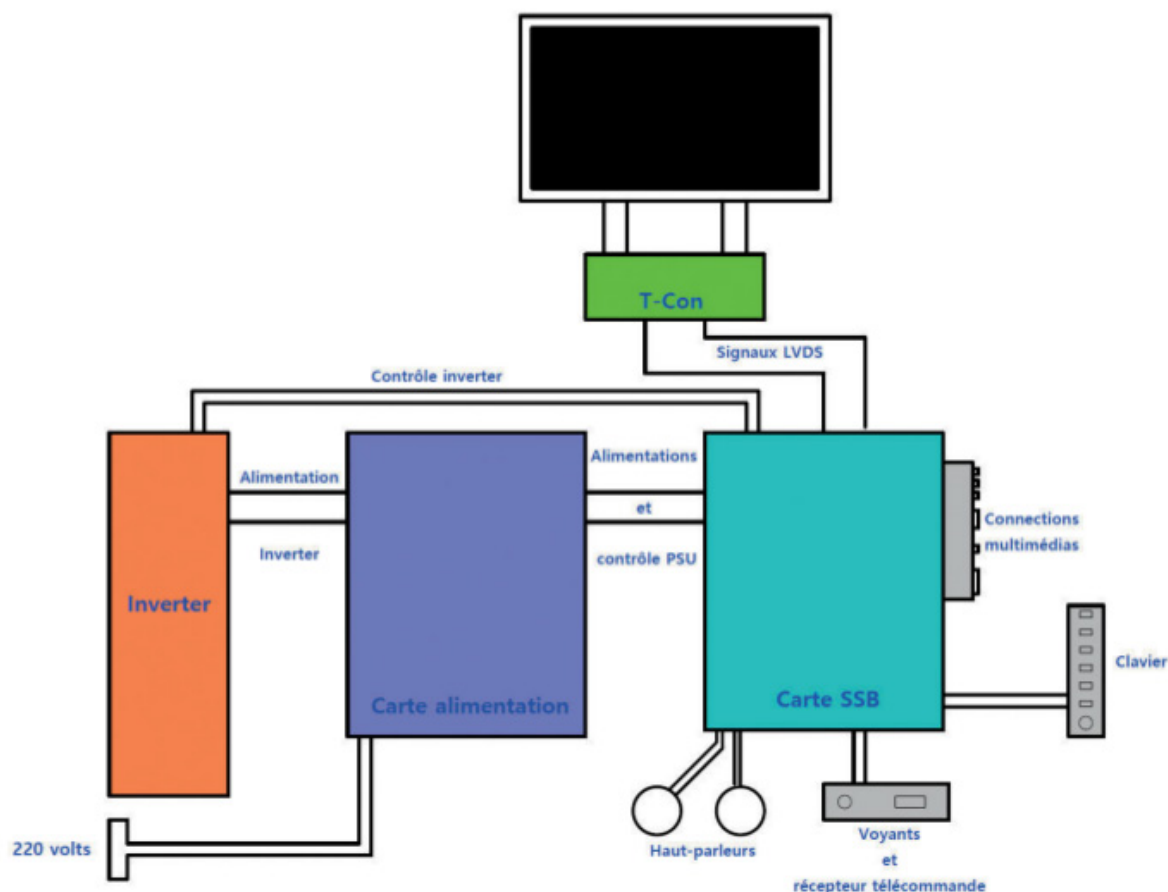 T-Con
Signaux LVDS
Contrôle inverter
Alimentation
Inverter
Alimentations
et
contrôle PSU
Connections
multimédias
Inverter
Carte alimentation
Carte SSB
Clavier
220 volts
Haut-parleurs
Voyants
et
récepteur télécommande